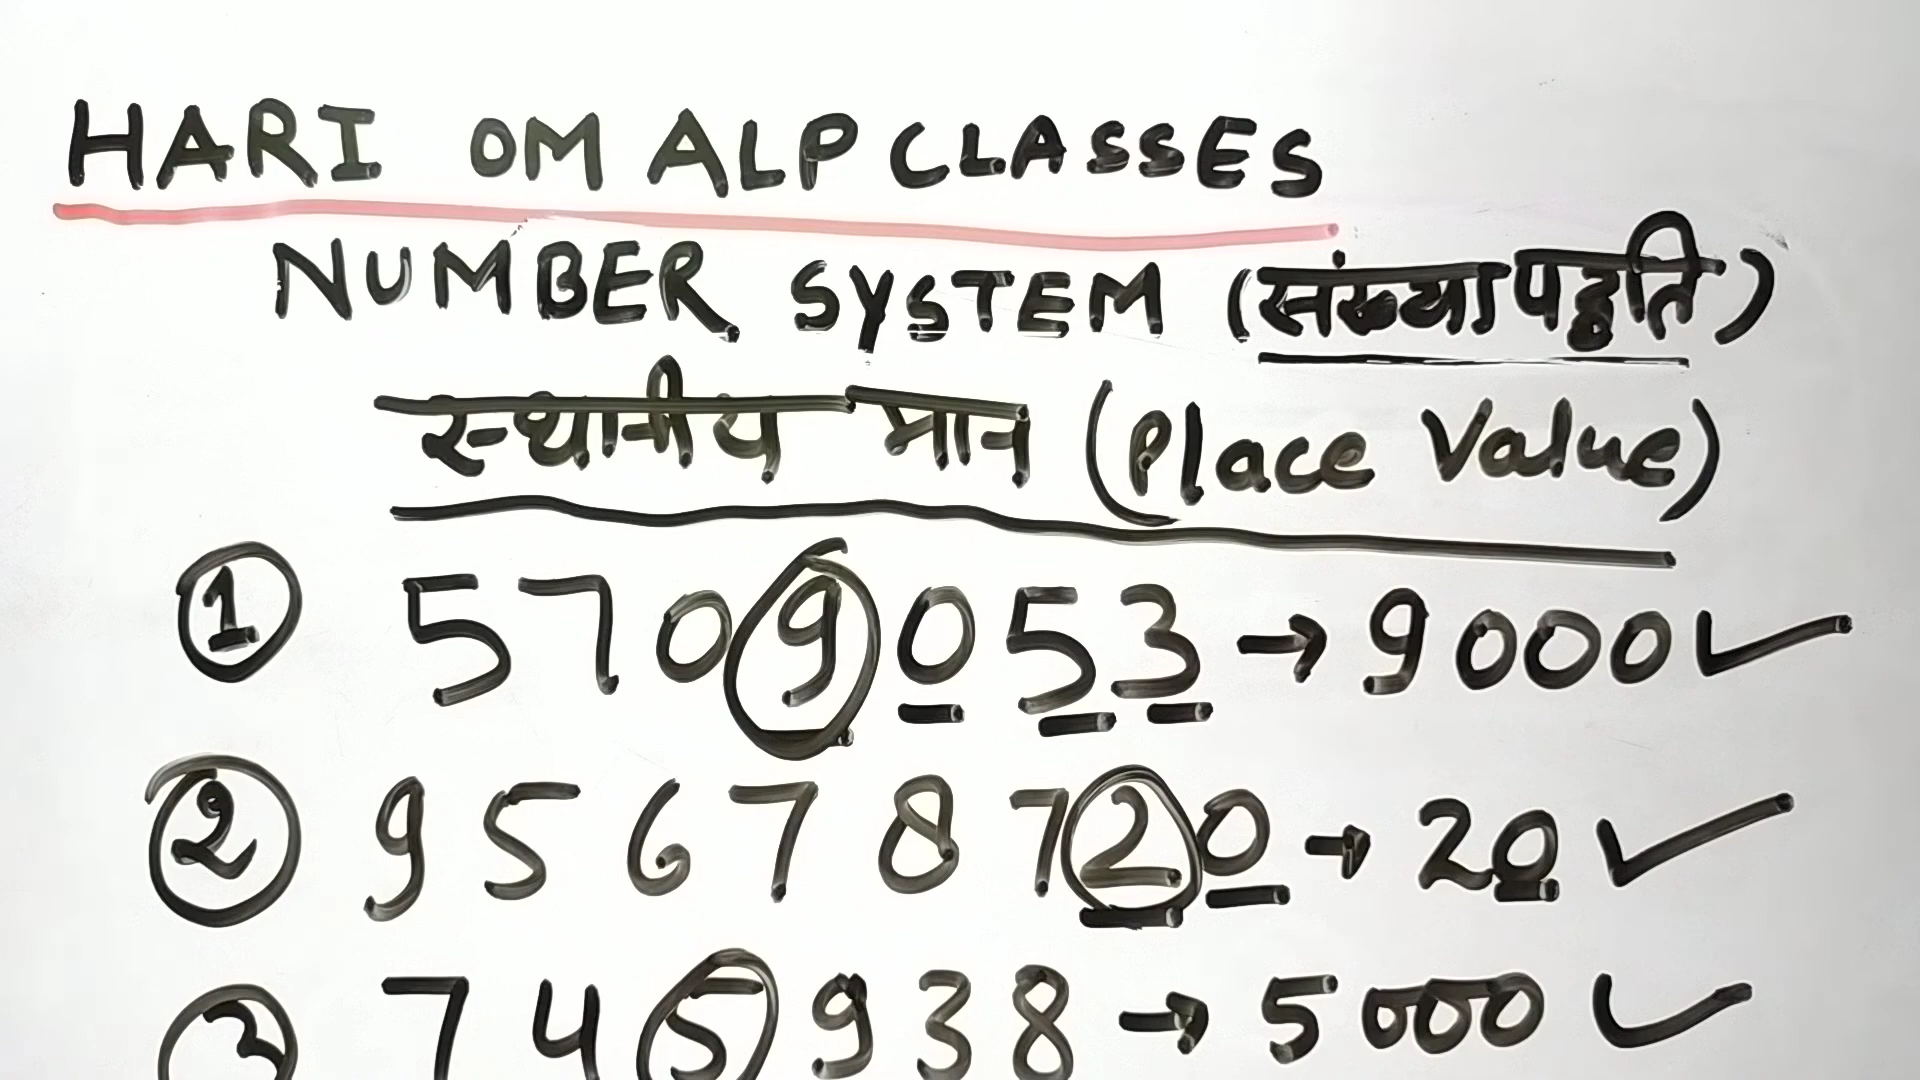 HARI OM ALP CLASSES
NUMBER SYSTEM (संख्या पद्धति)
स्थानीय मान (Place Value)
1 5709053 → 9000 ✓
2 95678720 → 20 ✓
3 745938 → 5000 ✓